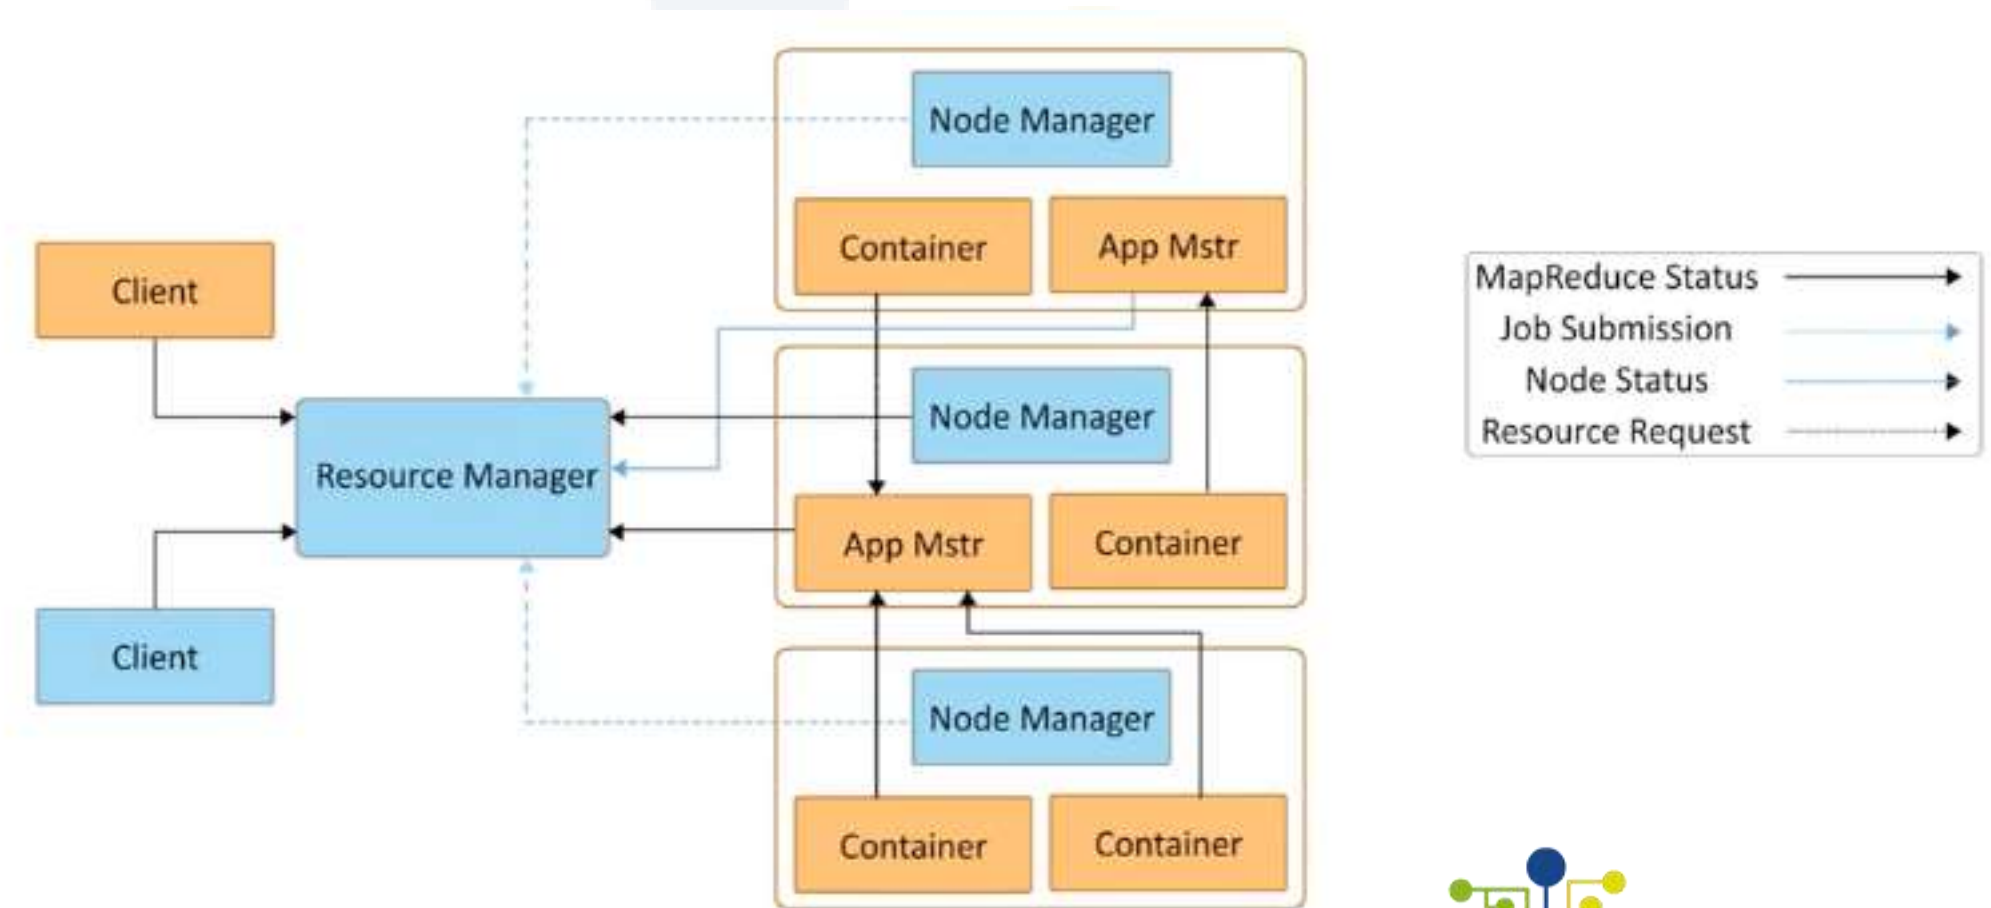 Node Manager
Container
App Mstr
Client
Resource Manager
Client
Node Manager
App Mstr
Container
Node Manager
Container
Container
MapReduce Status
Job Submission
Node Status
Resource Request